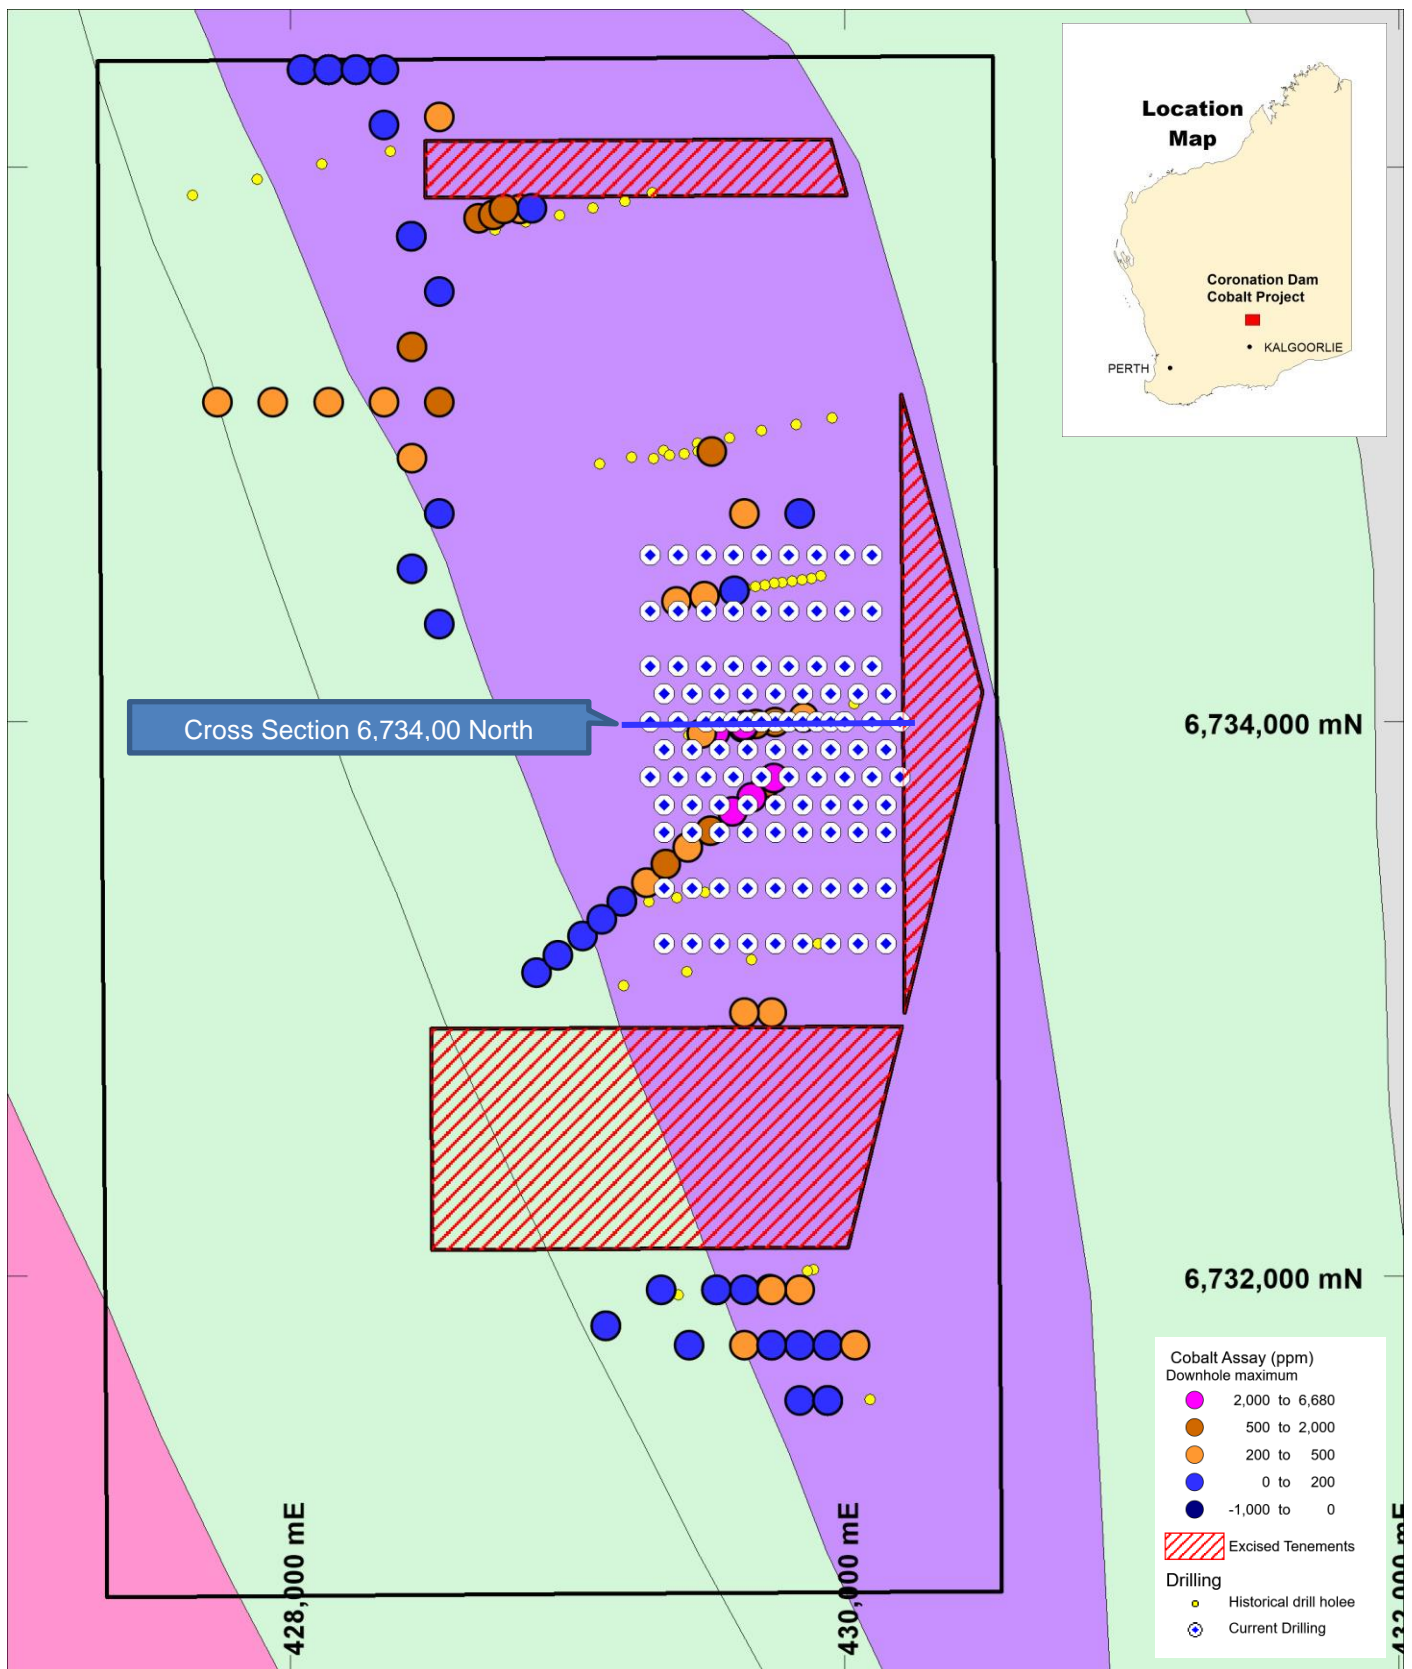 Location
Map
Coronation Dam
Cobalt Project
KALGOORLIE
PERTH
Cross Section 6,734,00 North
6,734,000 mN
6,732,000 mN
428,000 mE
430,000 mE
432,000 mE
Cobalt Assay (ppm)
Downhole maximum
2,000 to 6,680
500 to 2,000
200 to 500
0 to 200
-1,000 to 0
Excised Tenements
Drilling
Historical drill holee
Current Drilling